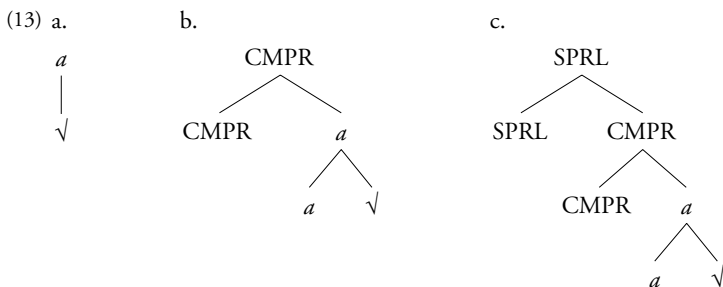 (13) a. b. c.
a CMPR SPRL
√ CMPR a SPRL CMPR
a √ CMPR a
a √